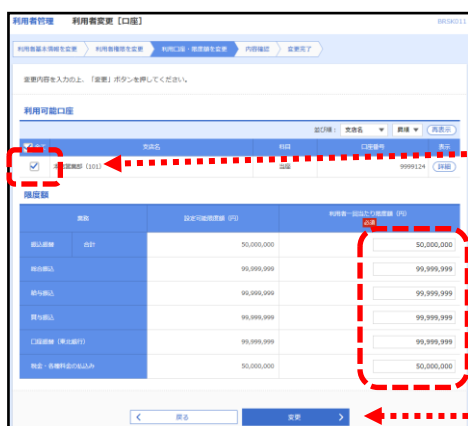 利用者管理 利用者変更［口座］ BRSK011
利用者基本情報を変更 利用者権限を変更 利用口座・限度額を変更 内容確認 変更完了
変更内容を入力の上、「変更」ボタンを押してください。
利用可能口座
並び順： 支店名 昇順 再表示
全て 支店名 科目 口座番号 表示
営業部（101） 当座 9999124 詳細
限度額
業務 設定可能限度額（円） 利用者一回当たり限度額（円）
必須
振込振替 合計 50,000,000 50,000,000
総合振込 99,999,999 99,999,999
給与振込 99,999,999 99,999,999
賞与振込 99,999,999 99,999,999
口座振替（東北銀行） 99,999,999 99,999,999
税金・各種料金の払込み 50,000,000 50,000,000
戻る 変更